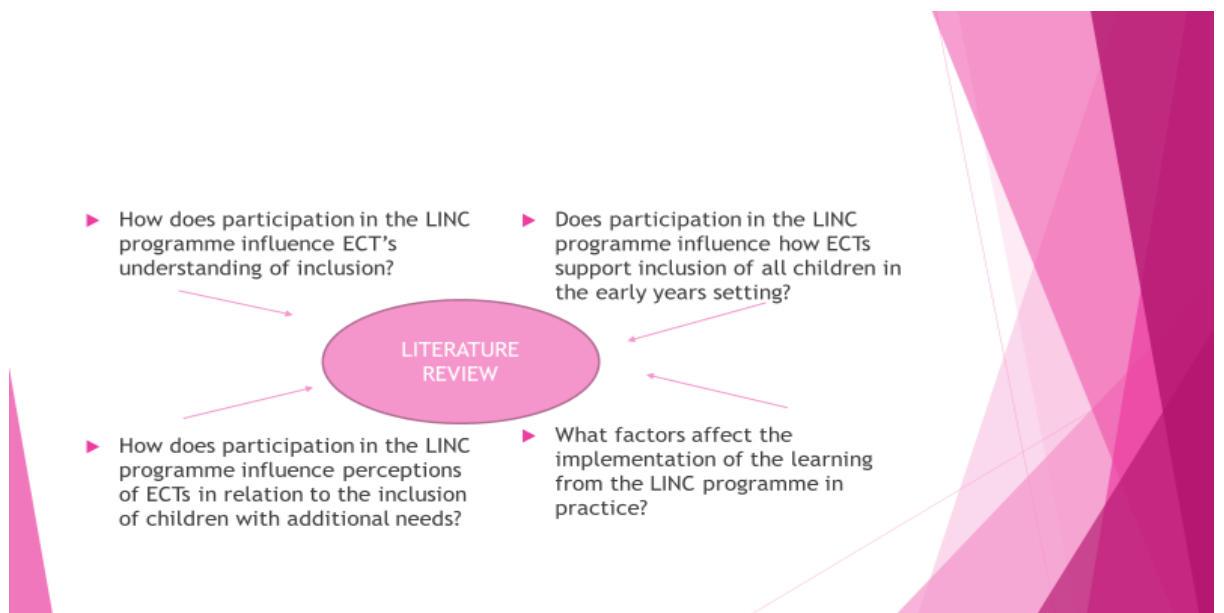 How does participation in the LINC
programme influence ECT's
understanding of inclusion?
Does participation in the LINC
programme influence how ECTs
support inclusion of all children in
the early years setting?
LITERATURE
REVIEW
How does participation in the LINC
programme influence perceptions
of ECTs in relation to the inclusion
of children with additional needs?
What factors affect the
implementation of the learning
from the LINC programme in
practice?